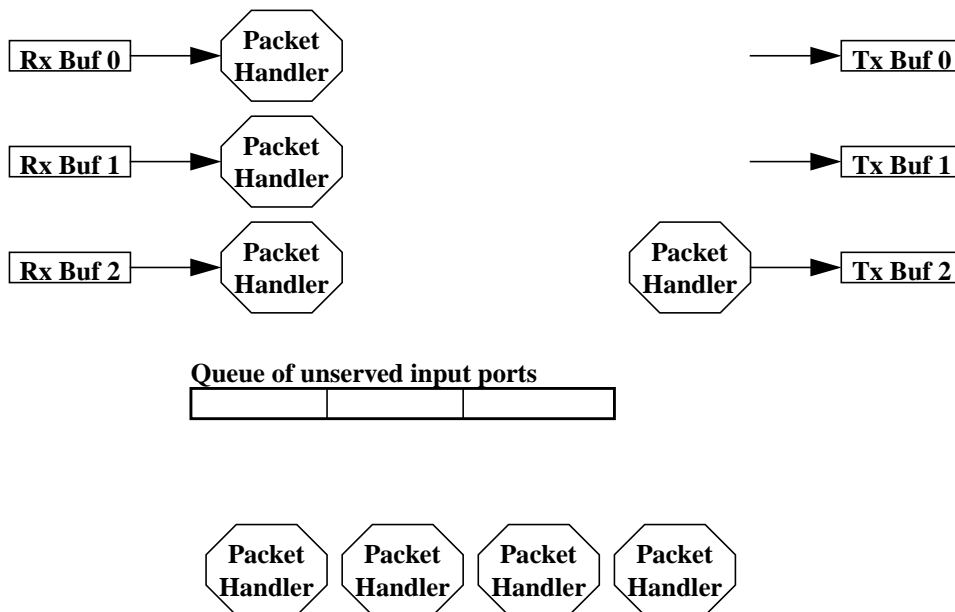 Packet
Handler
Rx Buf 0
Tx Buf 0
Packet
Handler
Rx Buf 1
Tx Buf 1
Packet
Handler
Rx Buf 2
Packet
Handler
Tx Buf 2
Queue of unserved input ports
Packet
Handler
Packet
Handler
Packet
Handler
Packet
Handler